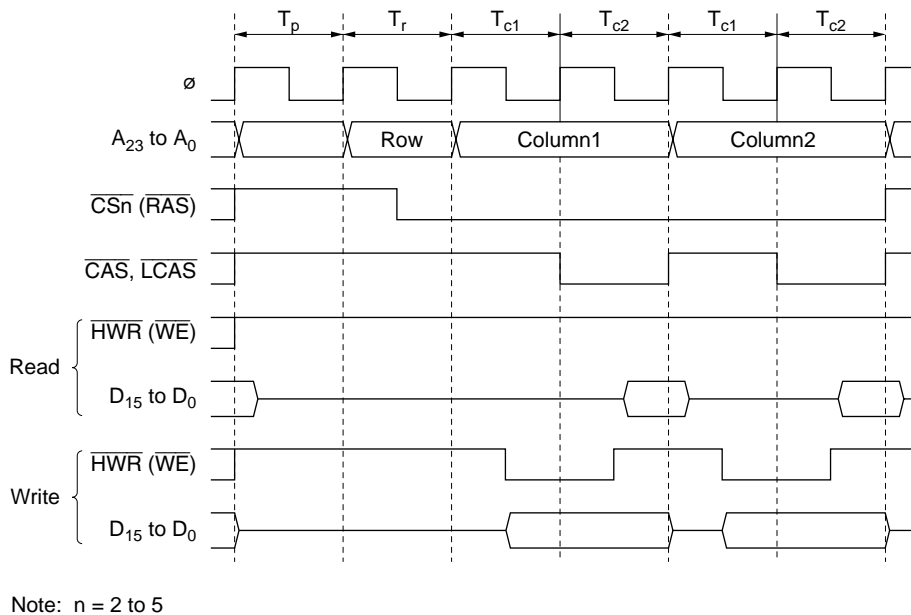 Tp Tr Tc1 Tc2 Tc1 Tc2
ø
A23 to A0 Row Column1 Column2
CSn (RAS)
CAS, LCAS
HWR (WE)
Read
D15 to D0
HWR (WE)
Write
D15 to D0
Note: n = 2 to 5